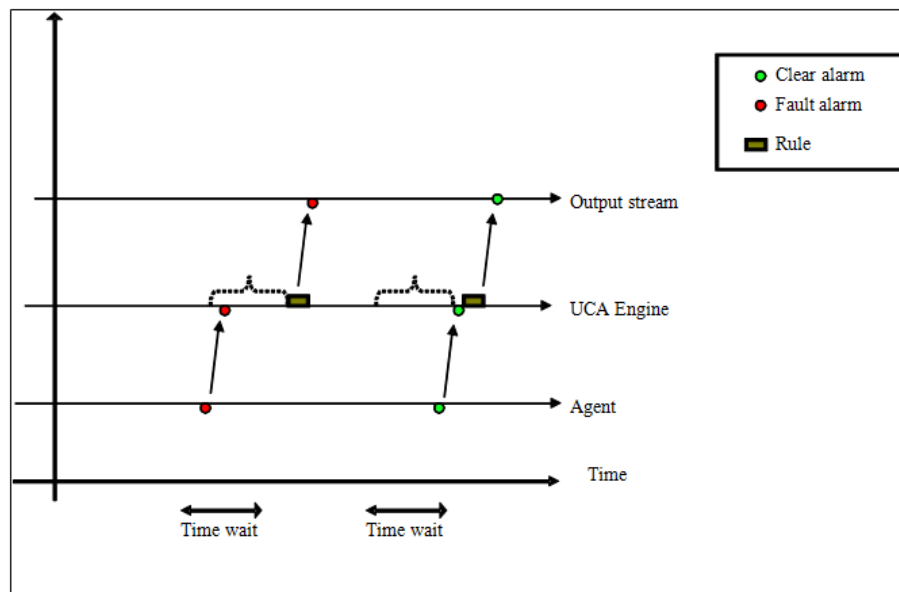 Clear alarm
Fault alarm
Rule
Output stream
UCA Engine
Agent
Time
Time wait
Time wait